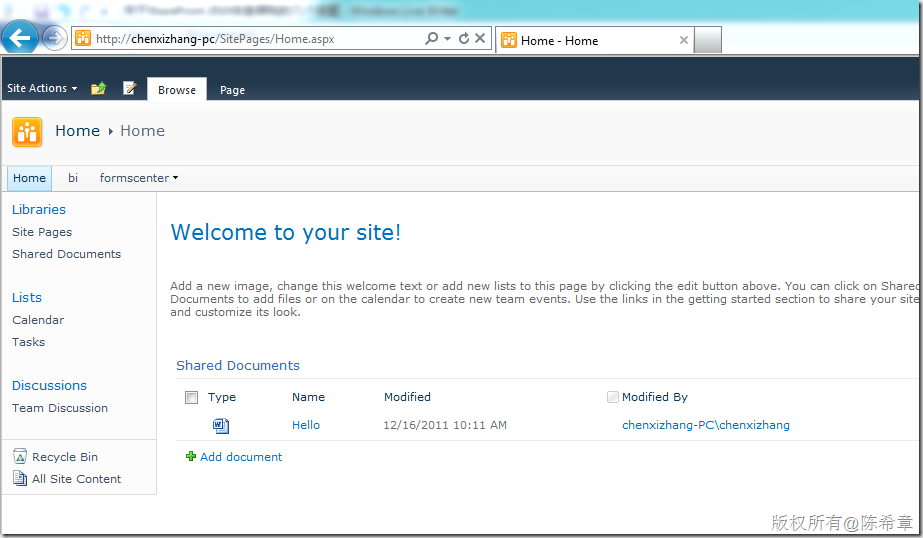 http://chenxizhang-pc/SitePages/Home.aspx
Home - Home
Site Actions
Browse
Page
Home
Home
Home
bi
formscenter
Libraries
Site Pages
Shared Documents
Lists
Calendar
Tasks
Discussions
Team Discussion
Recycle Bin
All Site Content
Welcome to your site!
Add a new image, change this welcome text or add new lists to this page by clicking the edit button above. You can click on Shared
Documents to add files or on the calendar to create new team events. Use the links in the getting started section to share your site
and customize its look.
Shared Documents
Type Name Modified Modified By
Hello 12/16/2011 10:11 AM chenxizhang-PC\chenxizhang
Add document
版权所有@陈希章